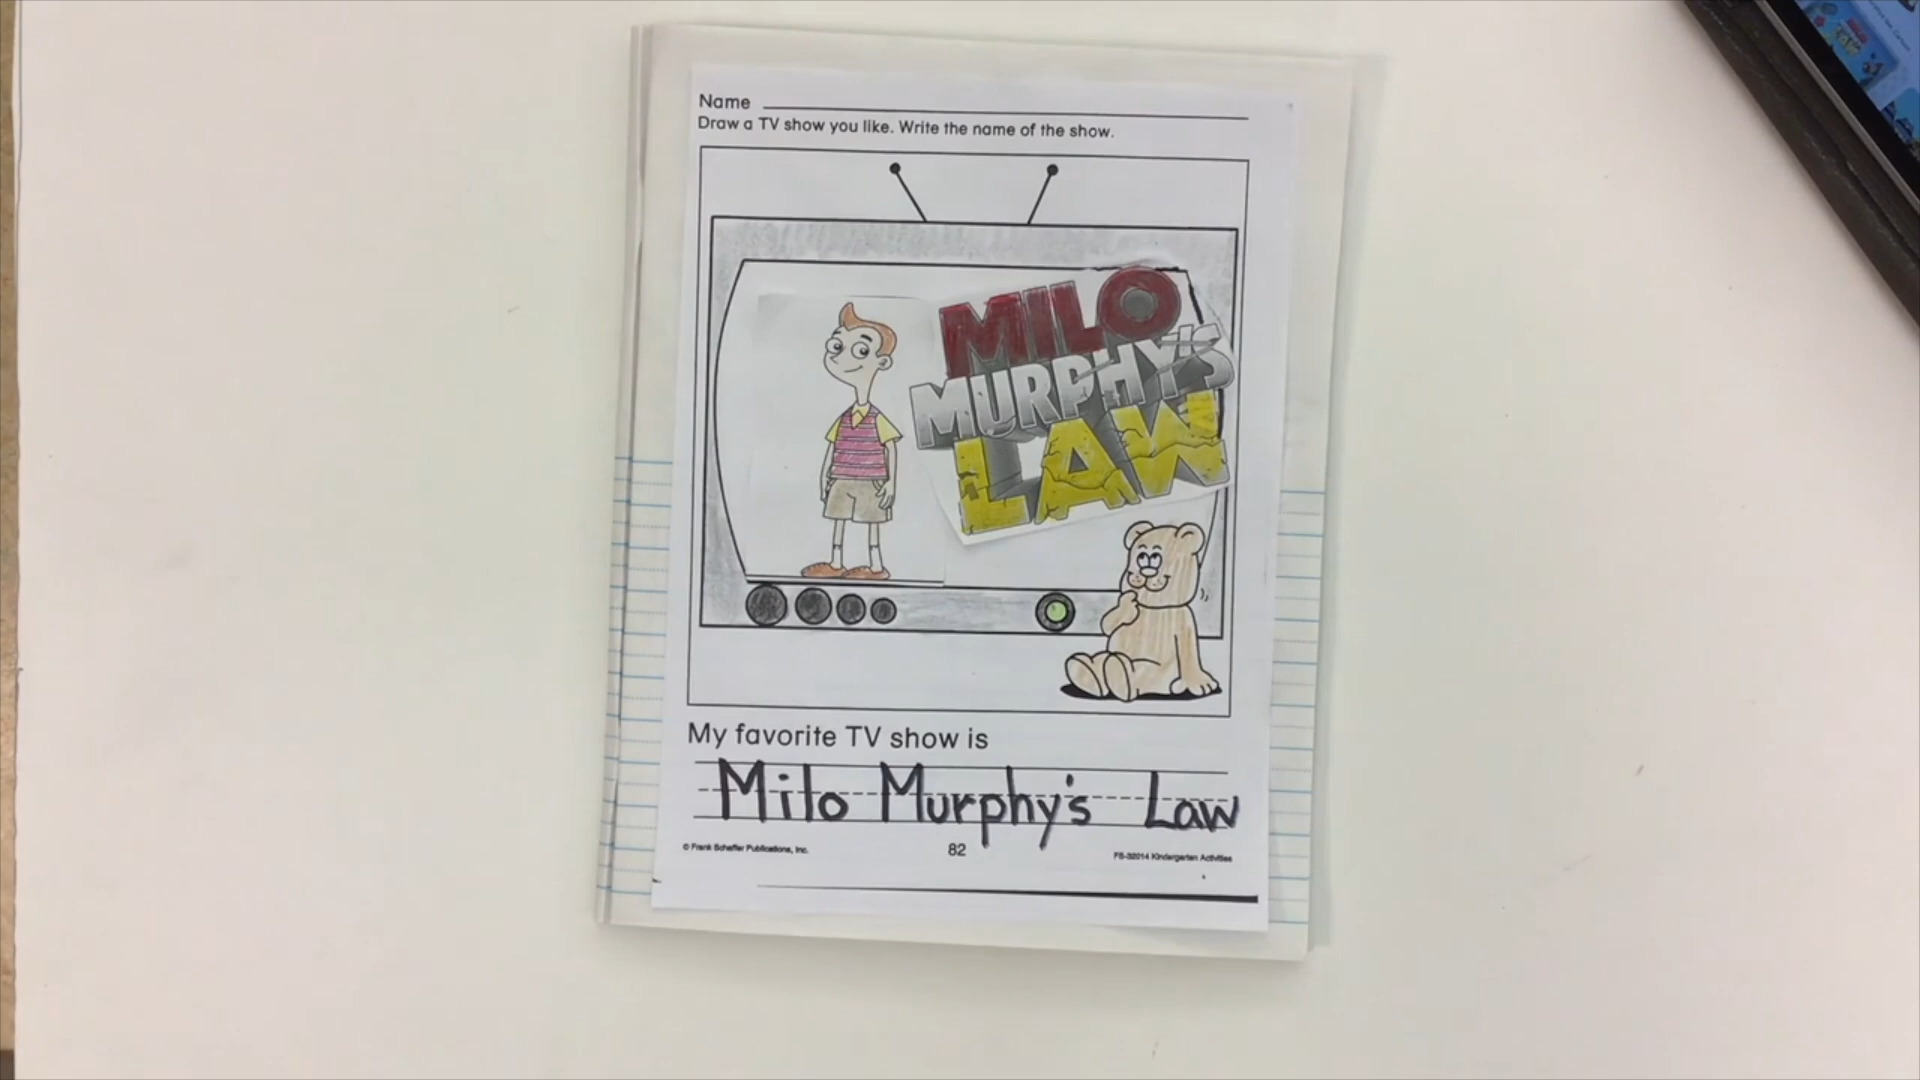 Name
Draw a TV show you like. Write the name of the show.
MILO
MURPHY'S
LAW
My favorite TV show is
Milo Murphy's Law
© Frank Schaffer Publications, Inc.
82
FS-32014 Kindergarten Activities